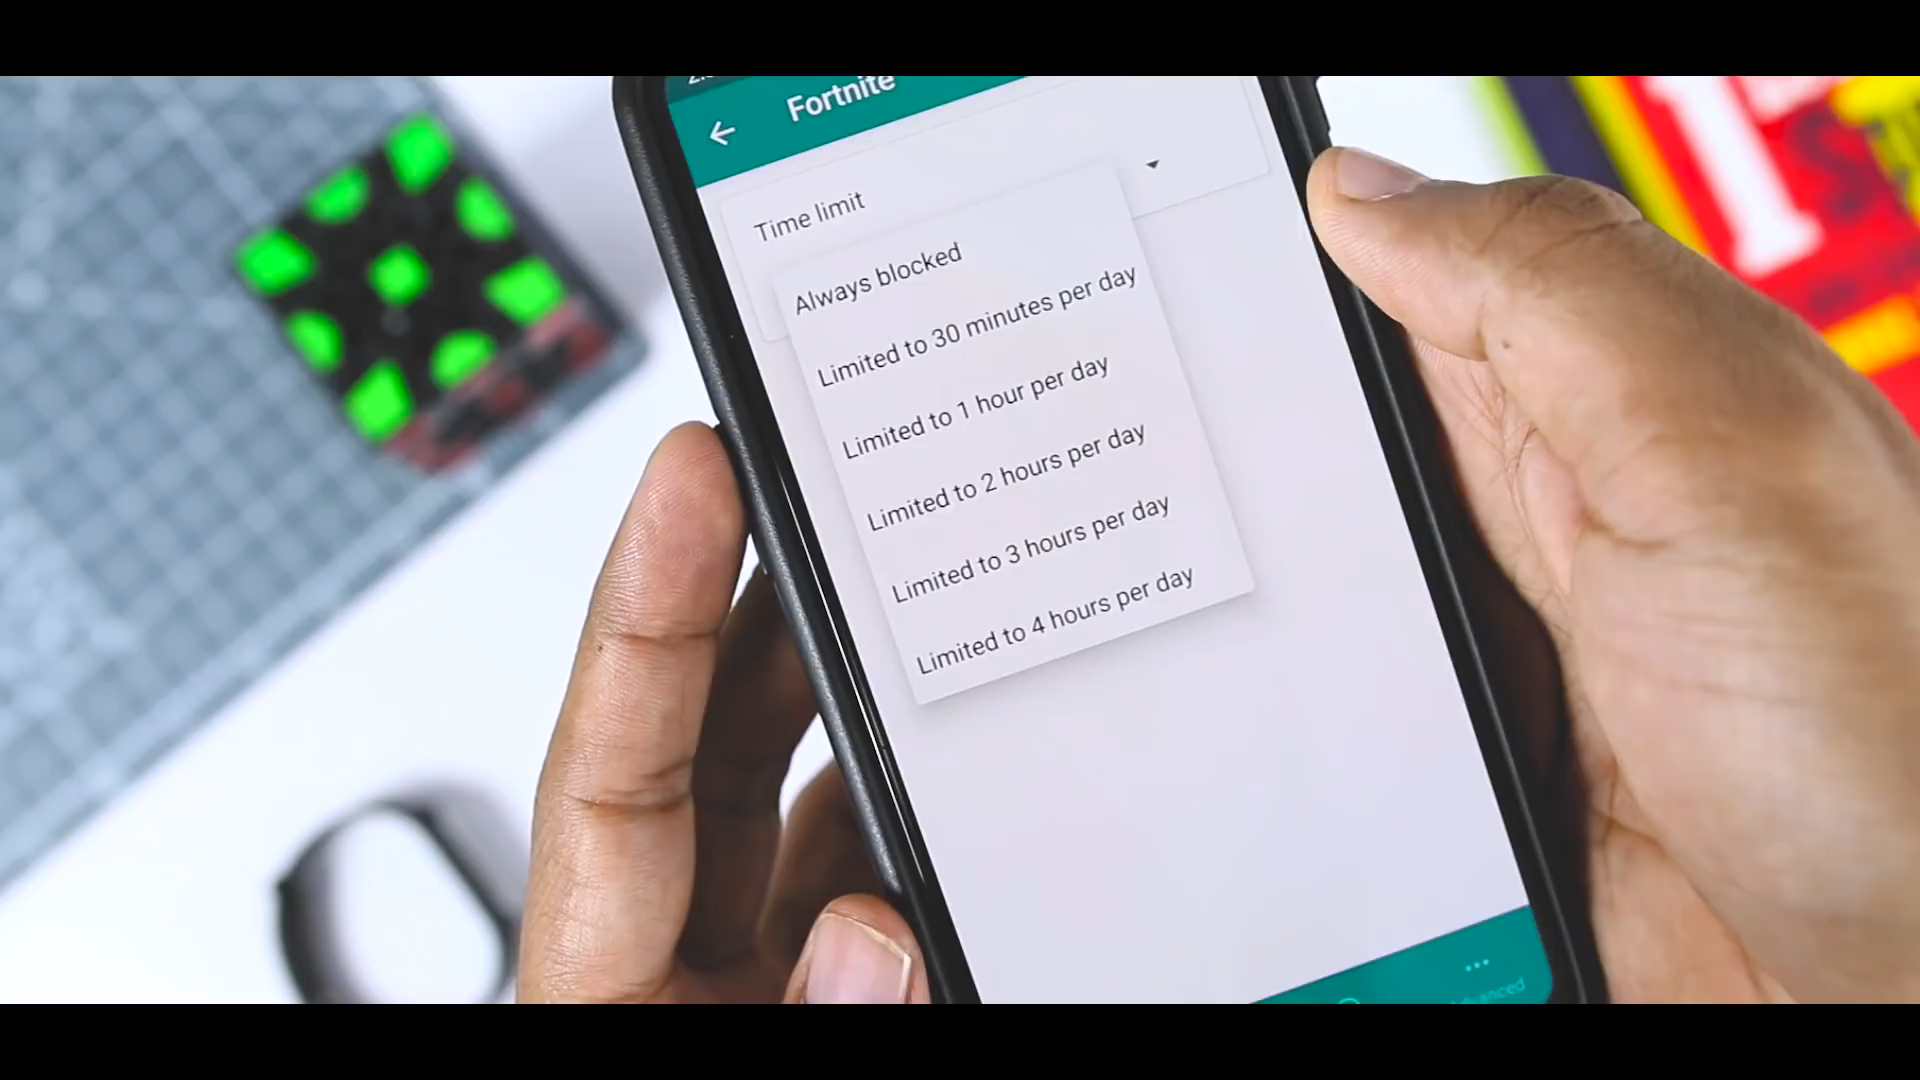 Fortnite
Time limit
Always blocked
Limited to 30 minutes per day
Limited to 1 hour per day
Limited to 2 hours per day
Limited to 3 hours per day
Limited to 4 hours per day
Advanced